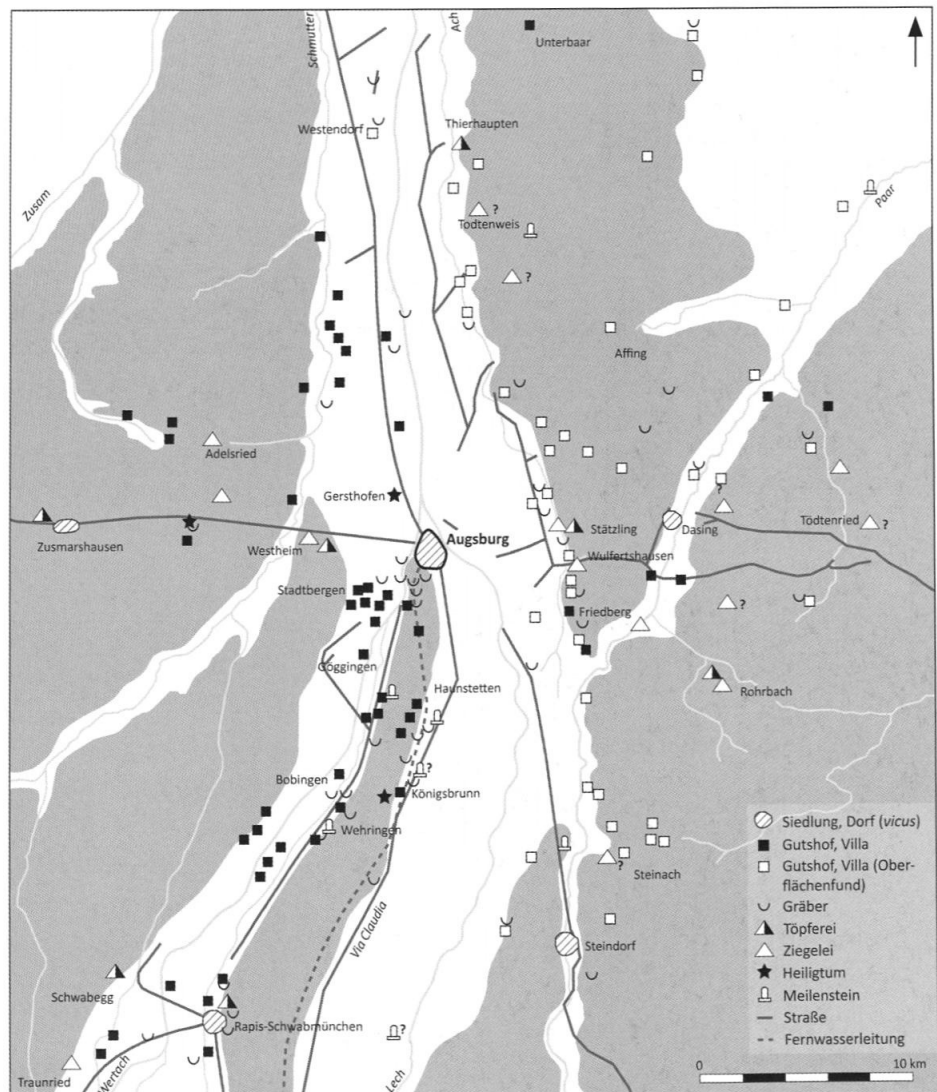 Schmutter
Ach
Unterbaar
Westendorf
Thierhaupten
Zusam
Paar
Todtenweis
?
?
Affing
Adelsried
Gersthofen
Zusmarshausen
Augsburg
Westheim
Stätzling
?
Dasing
Tödtenried
?
Wulfertshausen
Stadtbergen
Friedberg
?
Göggingen
Haunstetten
Rohrbach
?
Bobingen
Königsbrunn
Wehringen
?
Steinach
Via Claudia
Steindorf
Schwabegg
Rapis-Schwabmünchen
?
Traunried
Wertach
Lech
Siedlung, Dorf (vicus)
Gutshof, Villa
Gutshof, Villa (Ober-
flächenfund)
Gräber
Töpferei
Ziegelei
Heiligtum
Meilenstein
Straße
Fernwasserleitung
0 10 km